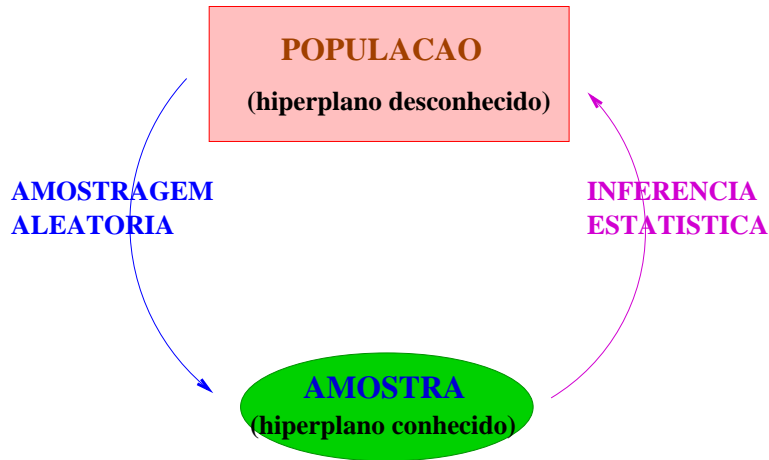 POPULACAO
(hiperplano desconhecido)
AMOSTRAGEM
ALEATORIA
INFERENCIA
ESTATISTICA
AMOSTRA
(hiperplano conhecido)